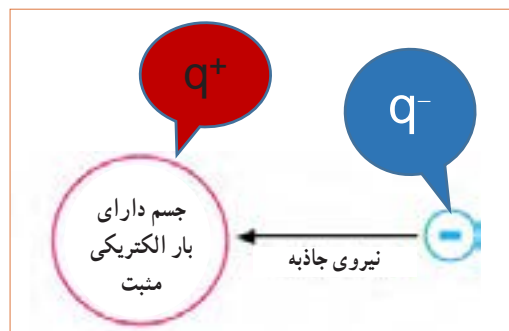 q⁺
q⁻
جسم دارای
بار الکتریکی
مثبت
نیروی جاذبه
−